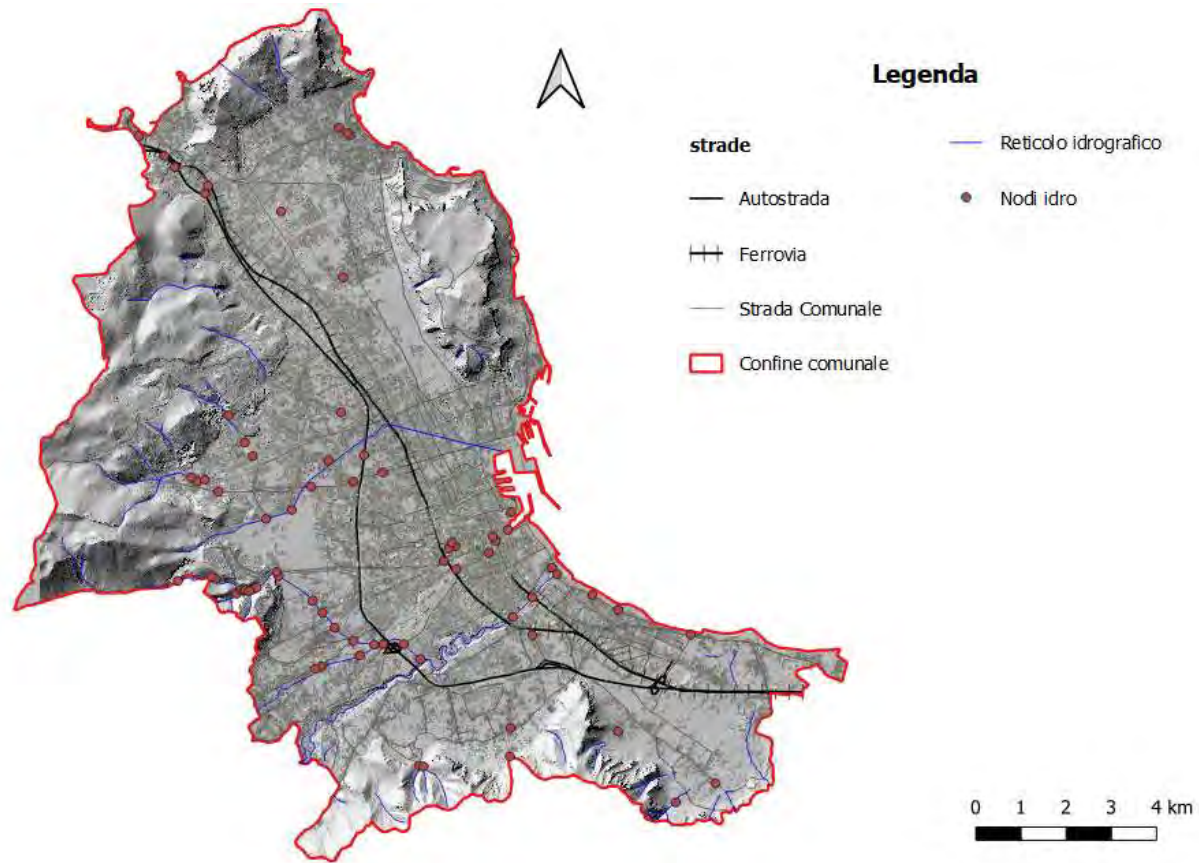 Legenda
strade
Autostrada
Ferrovia
Strada Comunale
Confine comunale
Reticolo idrografico
Nodi idro
0 1 2 3 4 km